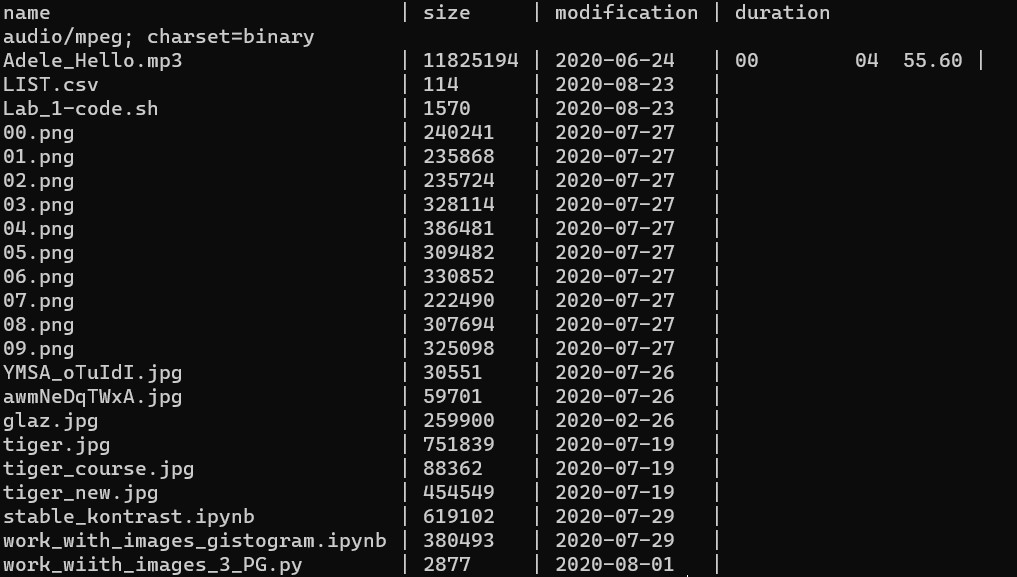 name | size | modification | duration
audio/mpeg; charset=binary
Adele_Hello.mp3 | 11825194 | 2020-06-24 | 00 04 55.60 |
LIST.csv | 114 | 2020-08-23 |
Lab_1-code.sh | 1570 | 2020-08-23 |
00.png | 240241 | 2020-07-27 |
01.png | 235868 | 2020-07-27 |
02.png | 235724 | 2020-07-27 |
03.png | 328114 | 2020-07-27 |
04.png | 386481 | 2020-07-27 |
05.png | 309482 | 2020-07-27 |
06.png | 330852 | 2020-07-27 |
07.png | 222490 | 2020-07-27 |
08.png | 307694 | 2020-07-27 |
09.png | 325098 | 2020-07-27 |
YMSA_oTuIdI.jpg | 30551 | 2020-07-26 |
awmNeDqTWxA.jpg | 59701 | 2020-07-26 |
glaz.jpg | 259900 | 2020-02-26 |
tiger.jpg | 751839 | 2020-07-19 |
tiger_course.jpg | 88362 | 2020-07-19 |
tiger_new.jpg | 454549 | 2020-07-19 |
stable_kontrast.ipynb | 619102 | 2020-07-29 |
work_with_images_gistogram.ipynb | 380493 | 2020-07-29 |
work_wiith_images_3_PG.py | 2877 | 2020-08-01 |